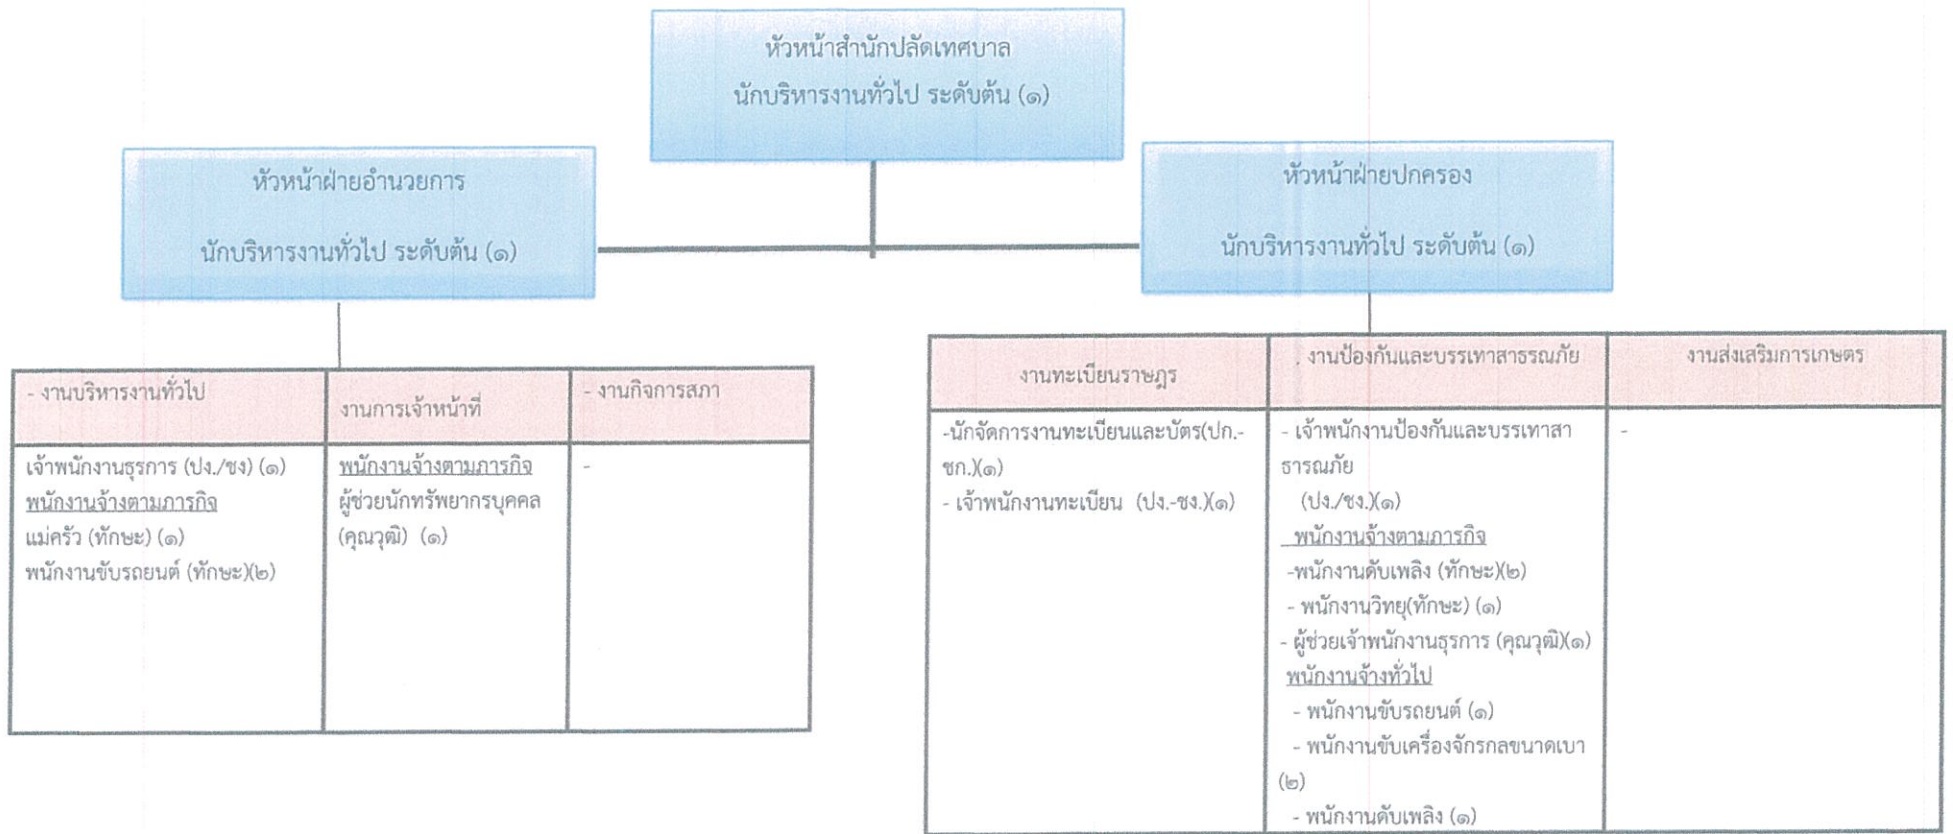 หัวหน้าสำนักปลัดเทศบาล
นักบริหารงานทั่วไป ระดับต้น (๑)
หัวหน้าฝ่ายอำนวยการ
นักบริหารงานทั่วไป ระดับต้น (๑)
หัวหน้าฝ่ายปกครอง
นักบริหารงานทั่วไป ระดับต้น (๑)
- งานบริหารงานทั่วไป
งานการเจ้าหน้าที่
- งานกิจการสภา
เจ้าพนักงานธุรการ (ปง./ชง) (๑)
พนักงานจ้างตามภารกิจ
แม่ครัว (ทักษะ) (๑)
พนักงานขับรถยนต์ (ทักษะ)(๒)
พนักงานจ้างตามภารกิจ
ผู้ช่วยนักทรัพยากรบุคคล
(คุณวุฒิ) (๑)
-
งานทะเบียนราษฎร
. งานป้องกันและบรรเทาสาธรณภัย
งานส่งเสริมการเกษตร
-นักจัดการงานทะเบียนและบัตร(ปก.-
ชก.)(๑)
- เจ้าพนักงานทะเบียน (ปง.-ชง.)(๑)
- เจ้าพนักงานป้องกันและบรรเทาสา
ธารณภัย
(ปง./ชง.)(๑)
พนักงานจ้างตามภารกิจ
-พนักงานดับเพลิง (ทักษะ)(๒)
- พนักงานวิทยุ(ทักษะ) (๑)
- ผู้ช่วยเจ้าพนักงานธุรการ (คุณวุฒิ)(๑)
พนักงานจ้างทั่วไป
- พนักงานขับรถยนต์ (๑)
- พนักงานขับเครื่องจักรกลขนาดเบา
(๒)
- พนักงานดับเพลิง (๑)
-